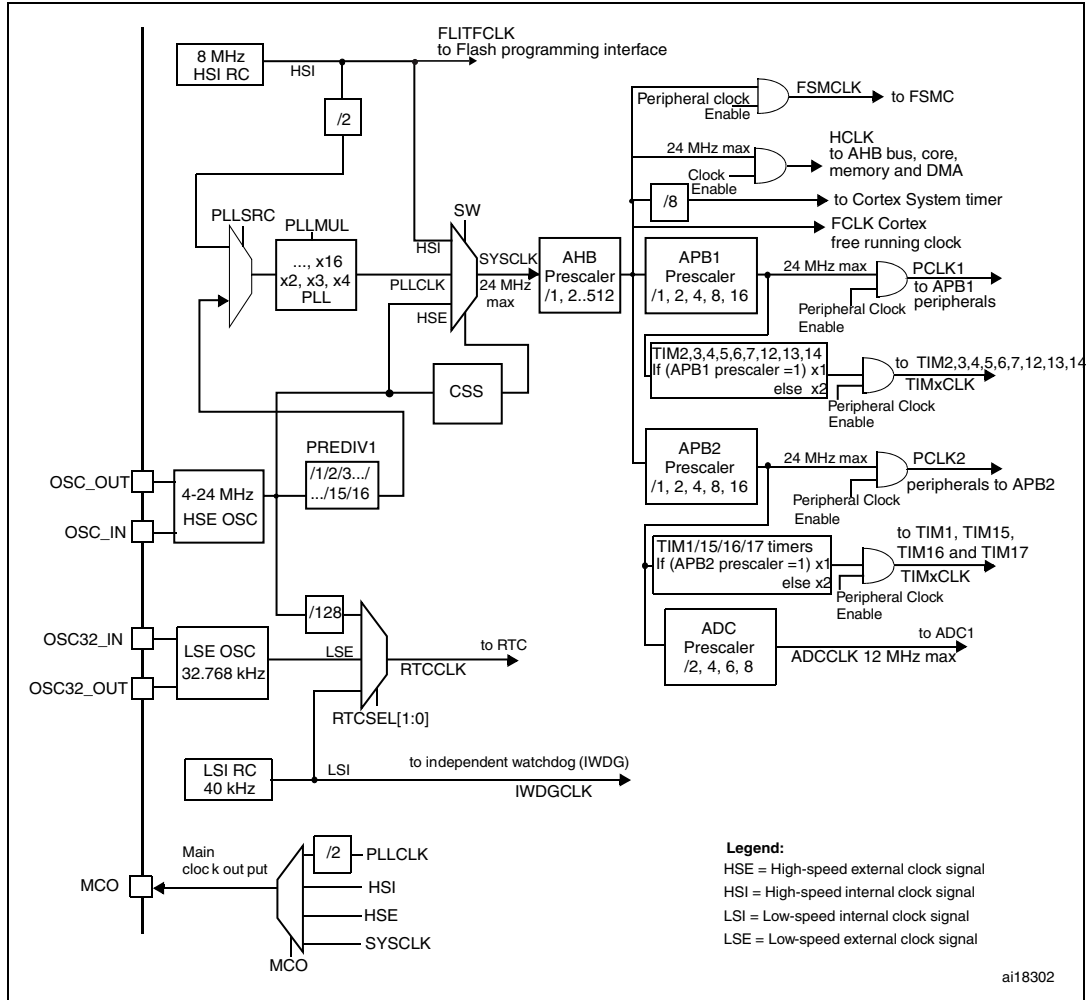 FLITFCLK
to Flash programming interface
8 MHz
HSI RC
HSI
/2
FSMCLK
to FSMC
Peripheral clock
Enable
HCLK
to AHB bus, core,
memory and DMA
24 MHz max
Clock
Enable
/8
to Cortex System timer
FCLK Cortex
free running clock
PLLSRC
PLLMUL
..., x16
x2, x3, x4
PLL
SW
HSI
PLLCLK
HSE
SYSCLK
24 MHz
max
AHB
Prescaler
/1, 2..512
APB1
Prescaler
/1, 2, 4, 8, 16
24 MHz max
PCLK1
to APB1
peripherals
Peripheral Clock
Enable
TIM2,3,4,5,6,7,12,13,14
If (APB1 prescaler =1) x1
else x2
to TIM2,3,4,5,6,7,12,13,14
TIMxCLK
Peripheral Clock
Enable
CSS
PREDIV1
/1/2/3.../
.../15/16
OSC_OUT
OSC_IN
4-24 MHz
HSE OSC
APB2
Prescaler
/1, 2, 4, 8, 16
24 MHz max
PCLK2
peripherals to APB2
Peripheral Clock
Enable
TIM1/15/16/17 timers
If (APB2 prescaler =1) x1
else x2
to TIM1, TIM15,
TIM16 and TIM17
TIMxCLK
Peripheral Clock
Enable
ADC
Prescaler
/2, 4, 6, 8
to ADC1
ADCCLK 12 MHz max
/128
OSC32_IN
OSC32_OUT
LSE OSC
32.768 kHz
LSE
to RTC
RTCCLK
RTCSEL[1:0]
LSI RC
40 kHz
LSI
to independent watchdog (IWDG)
IWDGCLK
Main
cloc k out put
MCO
/2
PLLCLK
HSI
HSE
SYSCLK
MCO
Legend:
HSE = High-speed external clock signal
HSI = High-speed internal clock signal
LSI = Low-speed internal clock signal
LSE = Low-speed external clock signal
ai18302